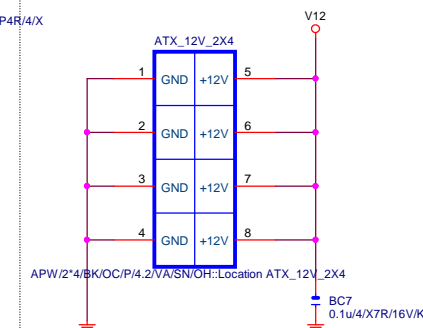 P4R/4/X
V12
ATX_12V_2X4
1 GND +12V 5
2 GND +12V 6
3 GND +12V 7
4 GND +12V 8
APW/2*4/BK/OC/P/4.2/VA/SN/OH::Location ATX_12V_2X4
BC7
0.1u/4/X7R/16V/K